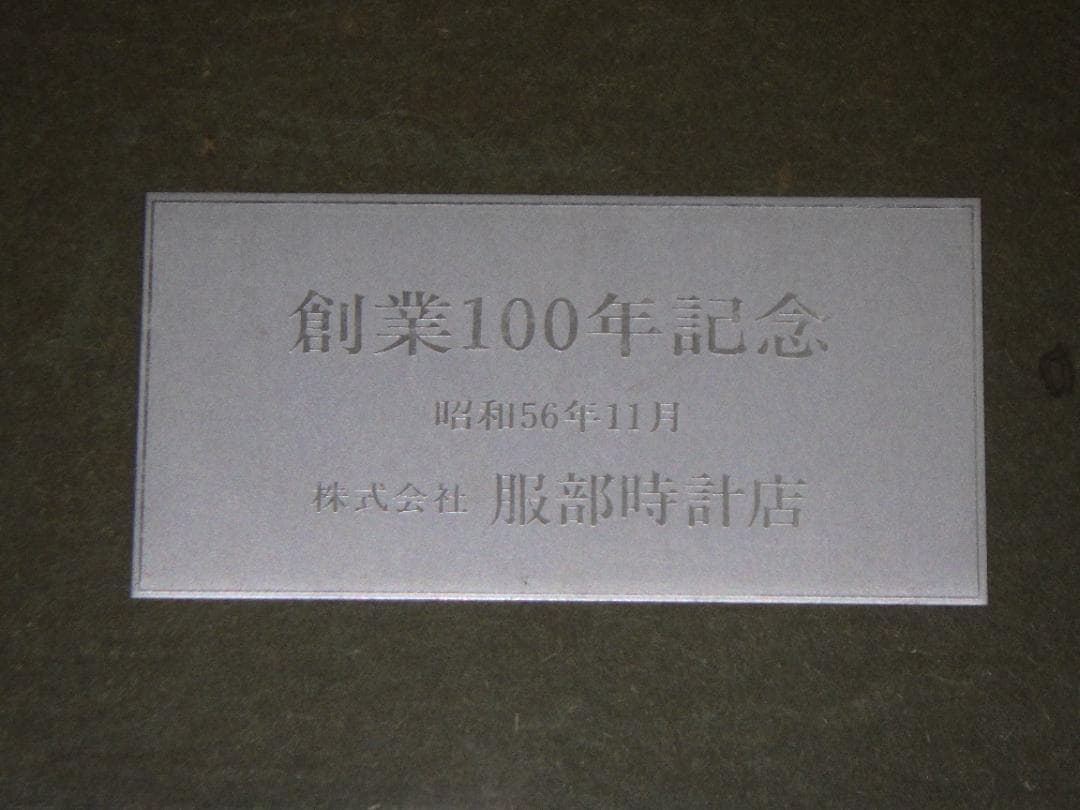 創業100年記念
昭和56年11月
株式会社 服部時計店